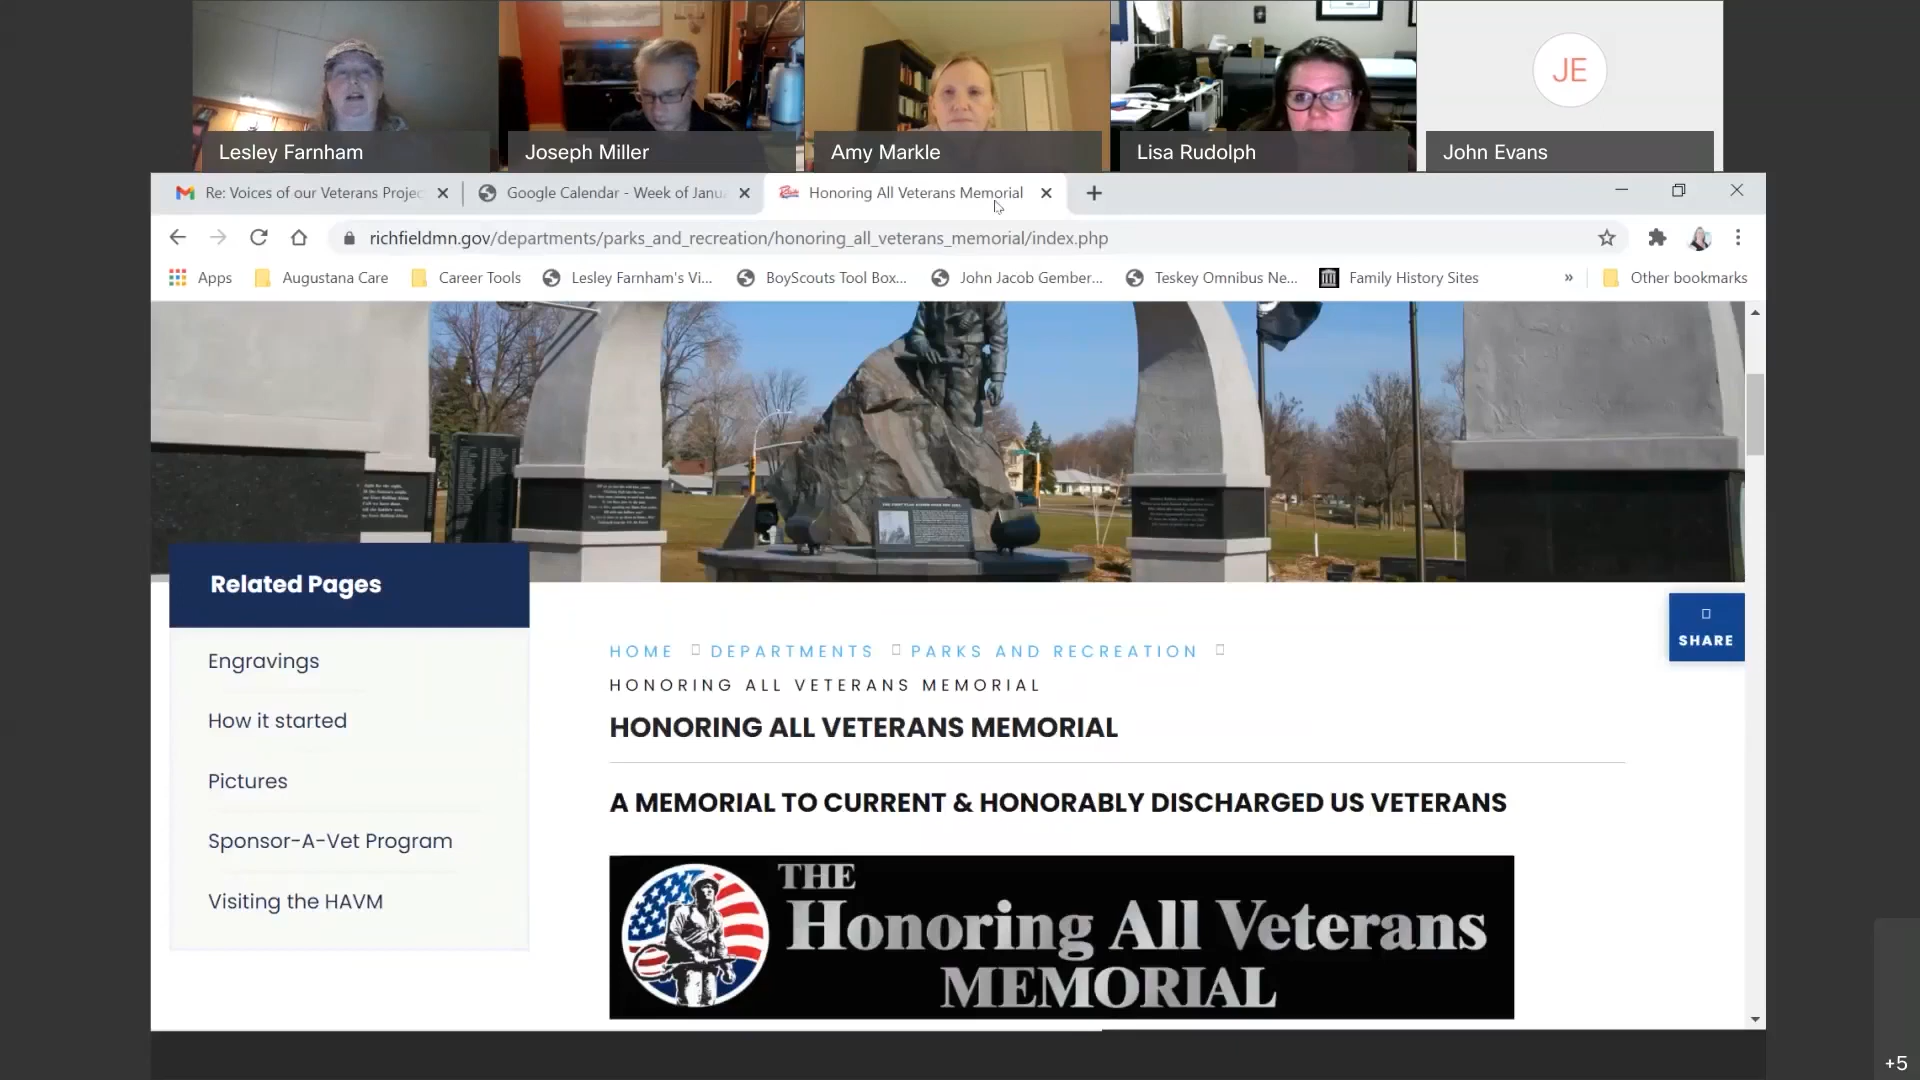 JE
Lesley Farnham
Joseph Miller
Amy Markle
Lisa Rudolph
John Evans
Re: Voices of our Veterans Projec
Google Calendar - Week of Janu
Honoring All Veterans Memorial
richfieldmn.gov/departments/parks_and_recreation/honoring_all_veterans_memorial/index.php
Apps
Augustana Care
Career Tools
Lesley Farnham's Vi...
BoyScouts Tool Box...
John Jacob Gember...
Teskey Omnibus Ne...
Family History Sites
»
Other bookmarks
Related Pages
Engravings
How it started
Pictures
Sponsor-A-Vet Program
Visiting the HAVM
SHARE
HOME DEPARTMENTS PARKS AND RECREATION
HONORING ALL VETERANS MEMORIAL
HONORING ALL VETERANS MEMORIAL
A MEMORIAL TO CURRENT & HONORABLY DISCHARGED US VETERANS
THE
Honoring All Veterans
MEMORIAL
+5